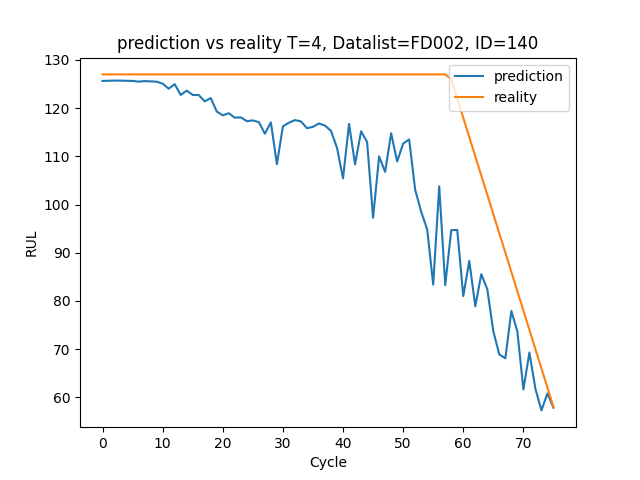 prediction vs reality T=4, Datalist=FD002, ID=140
130
120
110
100
90
80
70
60
RUL
prediction
reality
0 10 20 30 40 50 60 70
Cycle